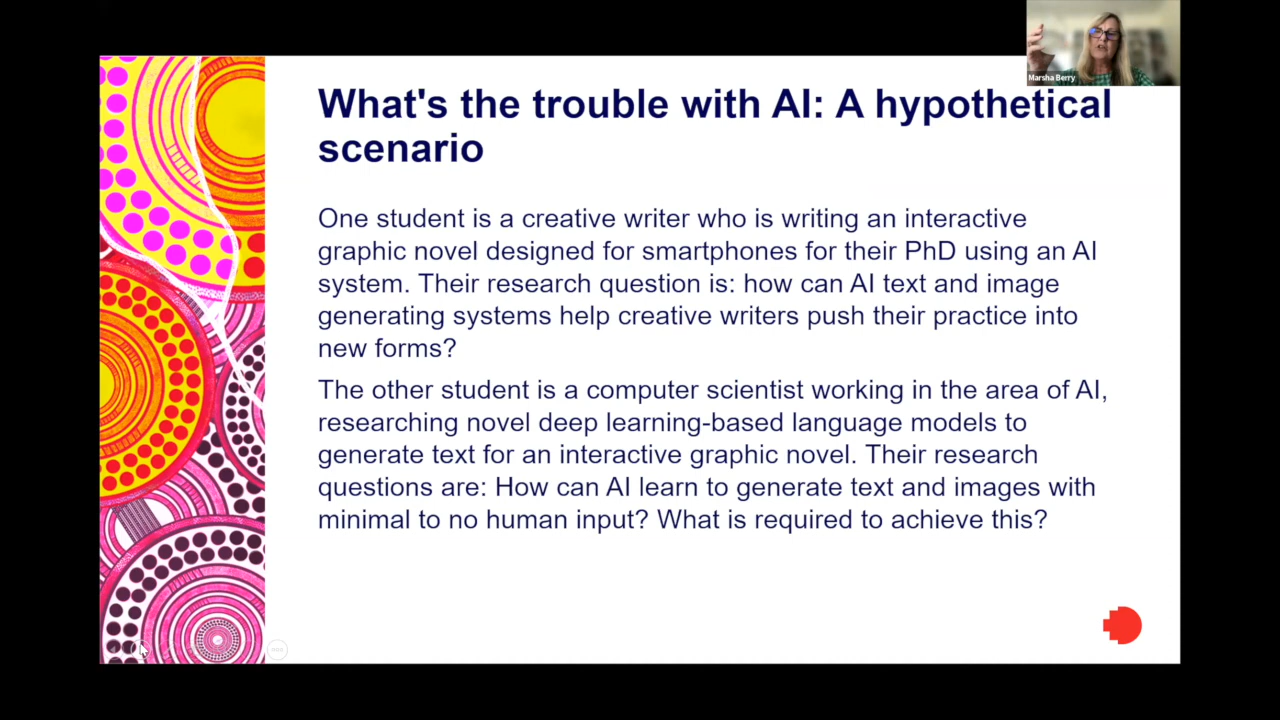 Marsha Berry
What's the trouble with AI: A hypothetical
scenario
One student is a creative writer who is writing an interactive
graphic novel designed for smartphones for their PhD using an AI
system. Their research question is: how can AI text and image
generating systems help creative writers push their practice into
new forms?
The other student is a computer scientist working in the area of AI,
researching novel deep learning-based language models to
generate text for an interactive graphic novel. Their research
questions are: How can AI learn to generate text and images with
minimal to no human input? What is required to achieve this?